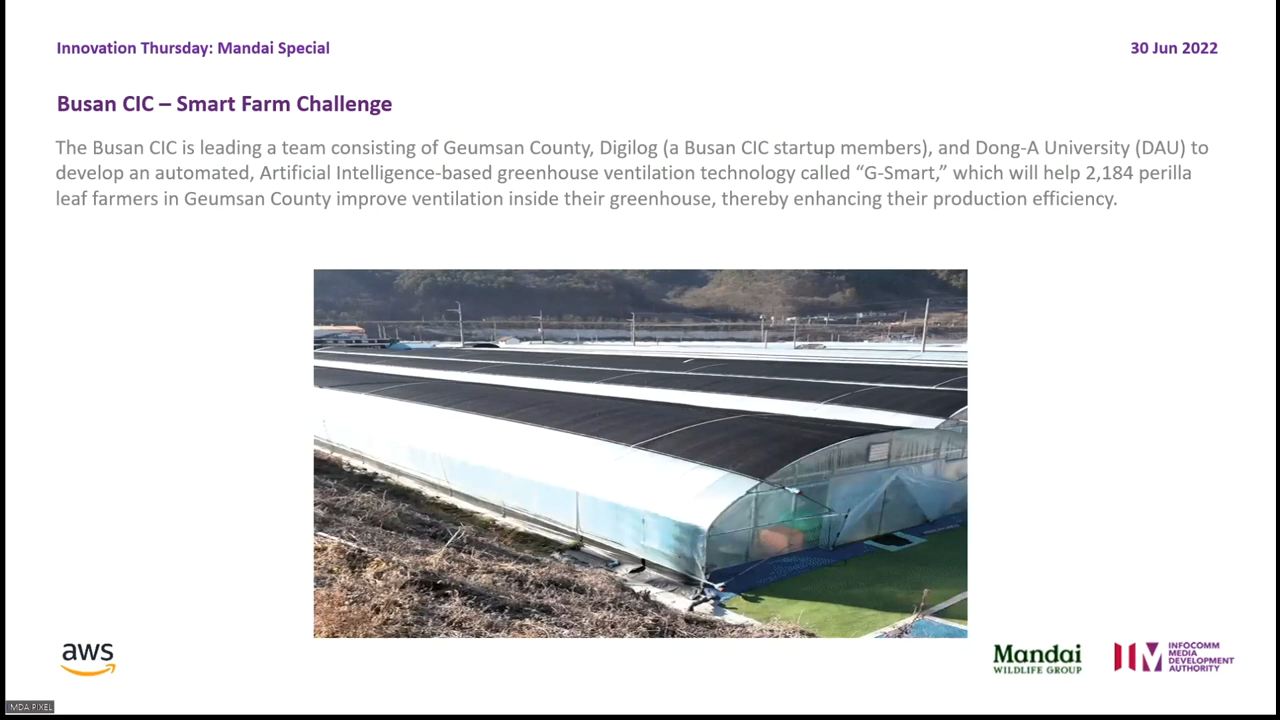 Innovation Thursday: Mandai Special
30 Jun 2022
Busan CIC – Smart Farm Challenge
The Busan CIC is leading a team consisting of Geumsan County, Digilog (a Busan CIC startup members), and Dong-A University (DAU) to
develop an automated, Artificial Intelligence-based greenhouse ventilation technology called “G-Smart,” which will help 2,184 perilla
leaf farmers in Geumsan County improve ventilation inside their greenhouse, thereby enhancing their production efficiency.
aws
Mandai
WILDLIFE GROUP
INFOCOMM
MEDIA
DEVELOPMENT
AUTHORITY
IMDA PIXEL